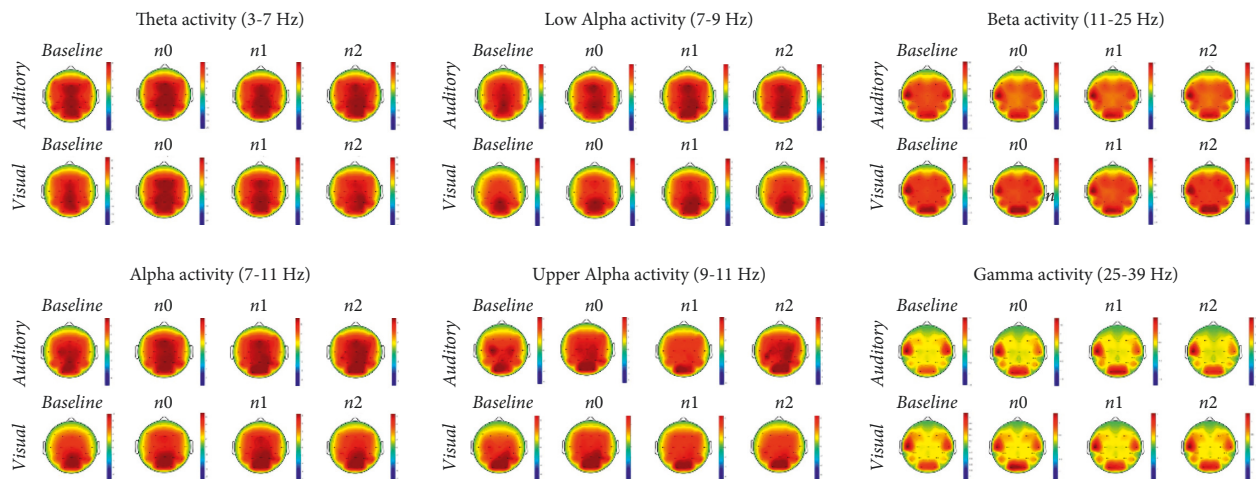 Theta activity (3-7 Hz)
Baseline n0 n1 n2
Auditory
Baseline n0 n1 n2
Visual
Low Alpha activity (7-9 Hz)
Baseline n0 n1 n2
Auditory
Baseline n0 n1 n2
Visual
Beta activity (11-25 Hz)
Baseline n0 n1 n2
Auditory
Baseline n0 n1 n2
Visual
n
Alpha activity (7-11 Hz)
Baseline n0 n1 n2
Auditory
Baseline n0 n1 n2
Visual
Upper Alpha activity (9-11 Hz)
Baseline n0 n1 n2
Auditory
Baseline n0 n1 n2
Visual
Gamma activity (25-39 Hz)
Baseline n0 n1 n2
Auditory
Baseline n0 n1 n2
Visual